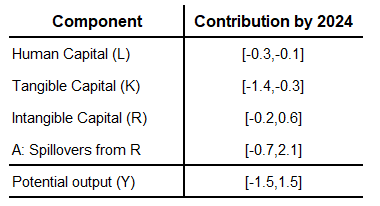 Component Contribution by 2024
Human Capital (L) [-0.3,-0.1]
Tangible Capital (K) [-1.4,-0.3]
Intangible Capital (R) [-0.2,0.6]
A: Spillovers from R [-0.7,2.1]
Potential output (Y) [-1.5,1.5]